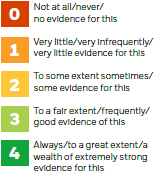 0 Not at all/never/
no evidence for this
1 Very little/very infrequently/
very little evidence for this
2 To some extent sometimes/
some evidence for this
3 To a fair extent/frequently/
good evidence of this
4 Always/to a great extent/a
wealth of extremely strong
evidence for this